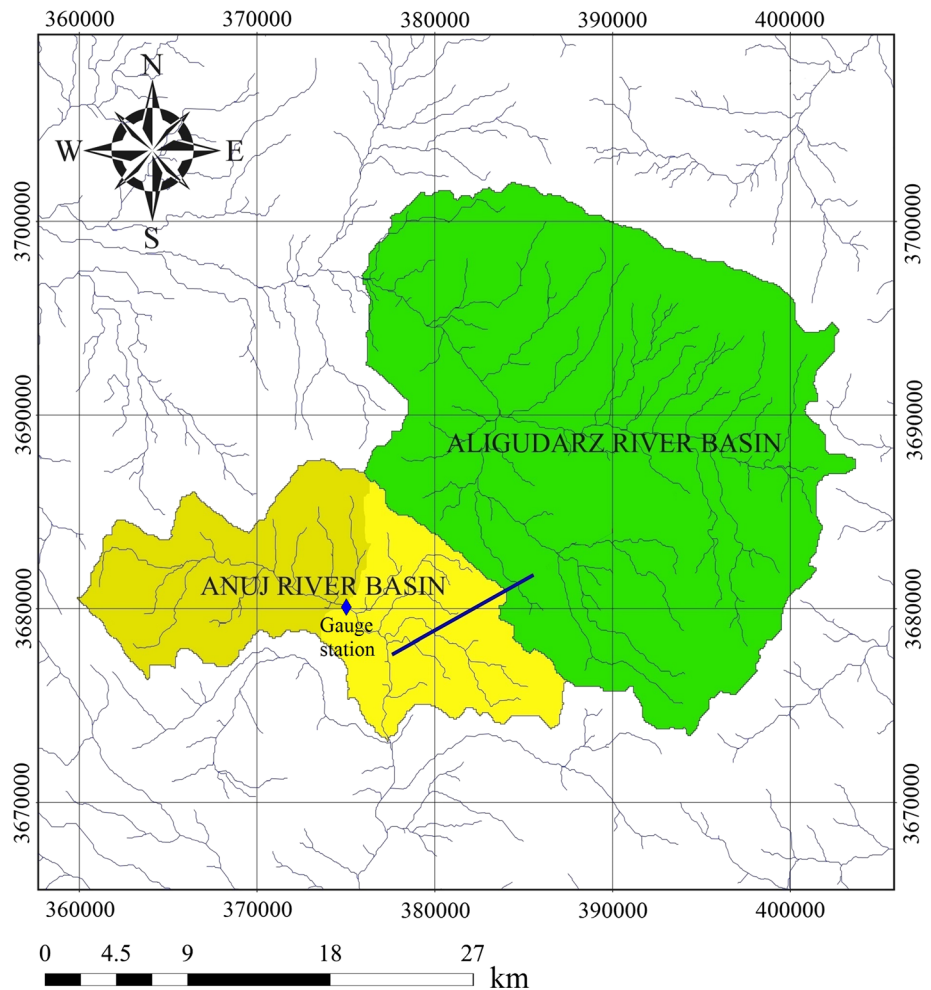 360000 370000 380000 390000 400000
N
W E
S
3700000 3700000
3690000 3690000
ALIGUDARZ RIVER BASIN
ANUJ RIVER BASIN
3680000 3680000
Gauge
station
3670000 3670000
360000 370000 380000 390000 400000
0 4.5 9 18 27
km